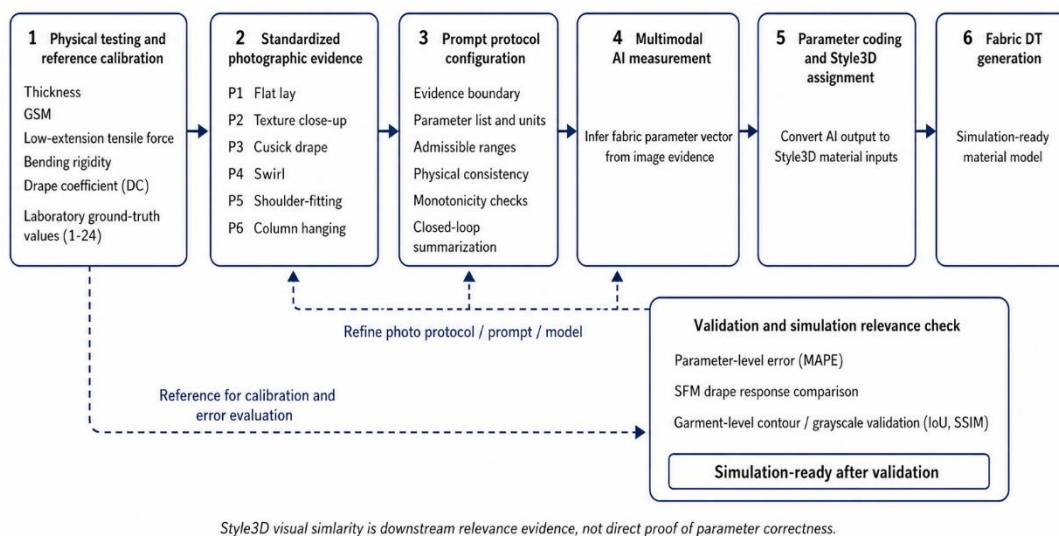 1 Physical testing and
reference calibration
Thickness
GSM
Low-extension tensile force
Bending rigidity
Drape coefficient (DC)
Laboratory ground-truth
values (1-24)
2 Standardized
photographic evidence
P1 Flat lay
P2 Texture close-up
P3 Cusick drape
P4 Swirl
P5 Shoulder-fitting
P6 Column hanging
3 Prompt protocol
configuration
Evidence boundary
Parameter list and units
Admissible ranges
Physical consistency
Monotonicity checks
Closed-loop
summarization
4 Multimodal
AI measurement
Infer fabric parameter vector
from image evidence
5 Parameter coding
and Style3D
assignment
Convert AI output to
Style3D material inputs
6 Fabric DT
generation
Simulation-ready
material model
Refine photo protocol / prompt / model
Reference for calibration and
error evaluation
Validation and simulation relevance check
Parameter-level error (MAPE)
SFM drape response comparison
Garment-level contour / grayscale validation (IoU, SSIM)
Simulation-ready after validation
Style3D visual simlarity is downstream relevance evidence, not direct proof of parameter correctness.